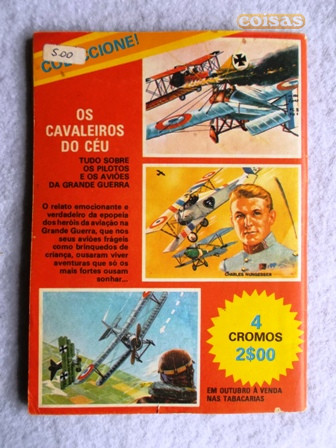 coisas
COLECCIONE!
5.00
OS
CAVALEIROS
DO CÉU
TUDO SOBRE
OS PILOTOS
E OS AVIÕES
DA GRANDE GUERRA
O relato emocionante e
verdadeiro da epopeia
dos heróis da aviação na
Grande Guerra, que nos
seus aviões frágeis
como brinquedos de
criança, ousaram viver
aventuras que só os
mais fortes ousam
sonhar...
CHARLES NUNGESSER
4
CROMOS
2$00
EM OUTUBRO À VENDA
NAS TABACARIAS